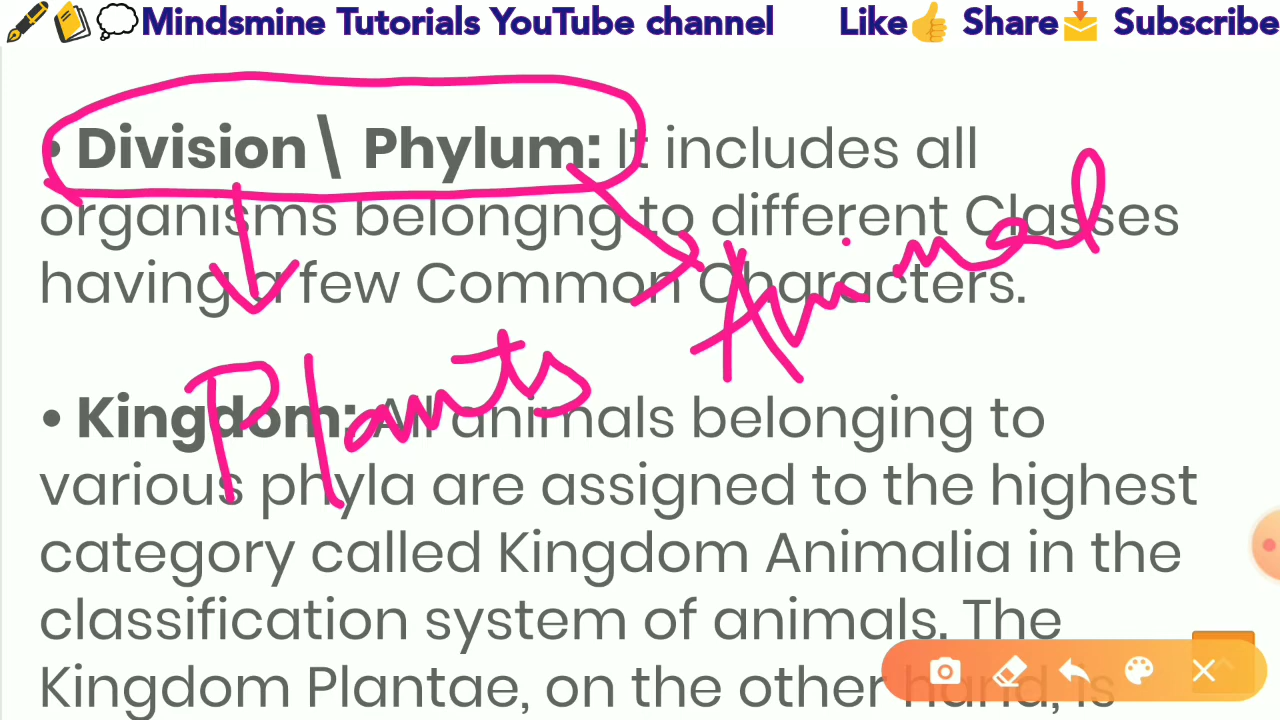 Mindsmine Tutorials YouTube channel Like Share Subscribe
• Division \ Phylum: It includes all
organisms belongng to different Classes
having a few Common Characters.
Animal
Plants
• Kingdom: All animals belonging to
various phyla are assigned to the highest
category called Kingdom Animalia in the
classification system of animals. The
Kingdom Plantae, on the other hand, is